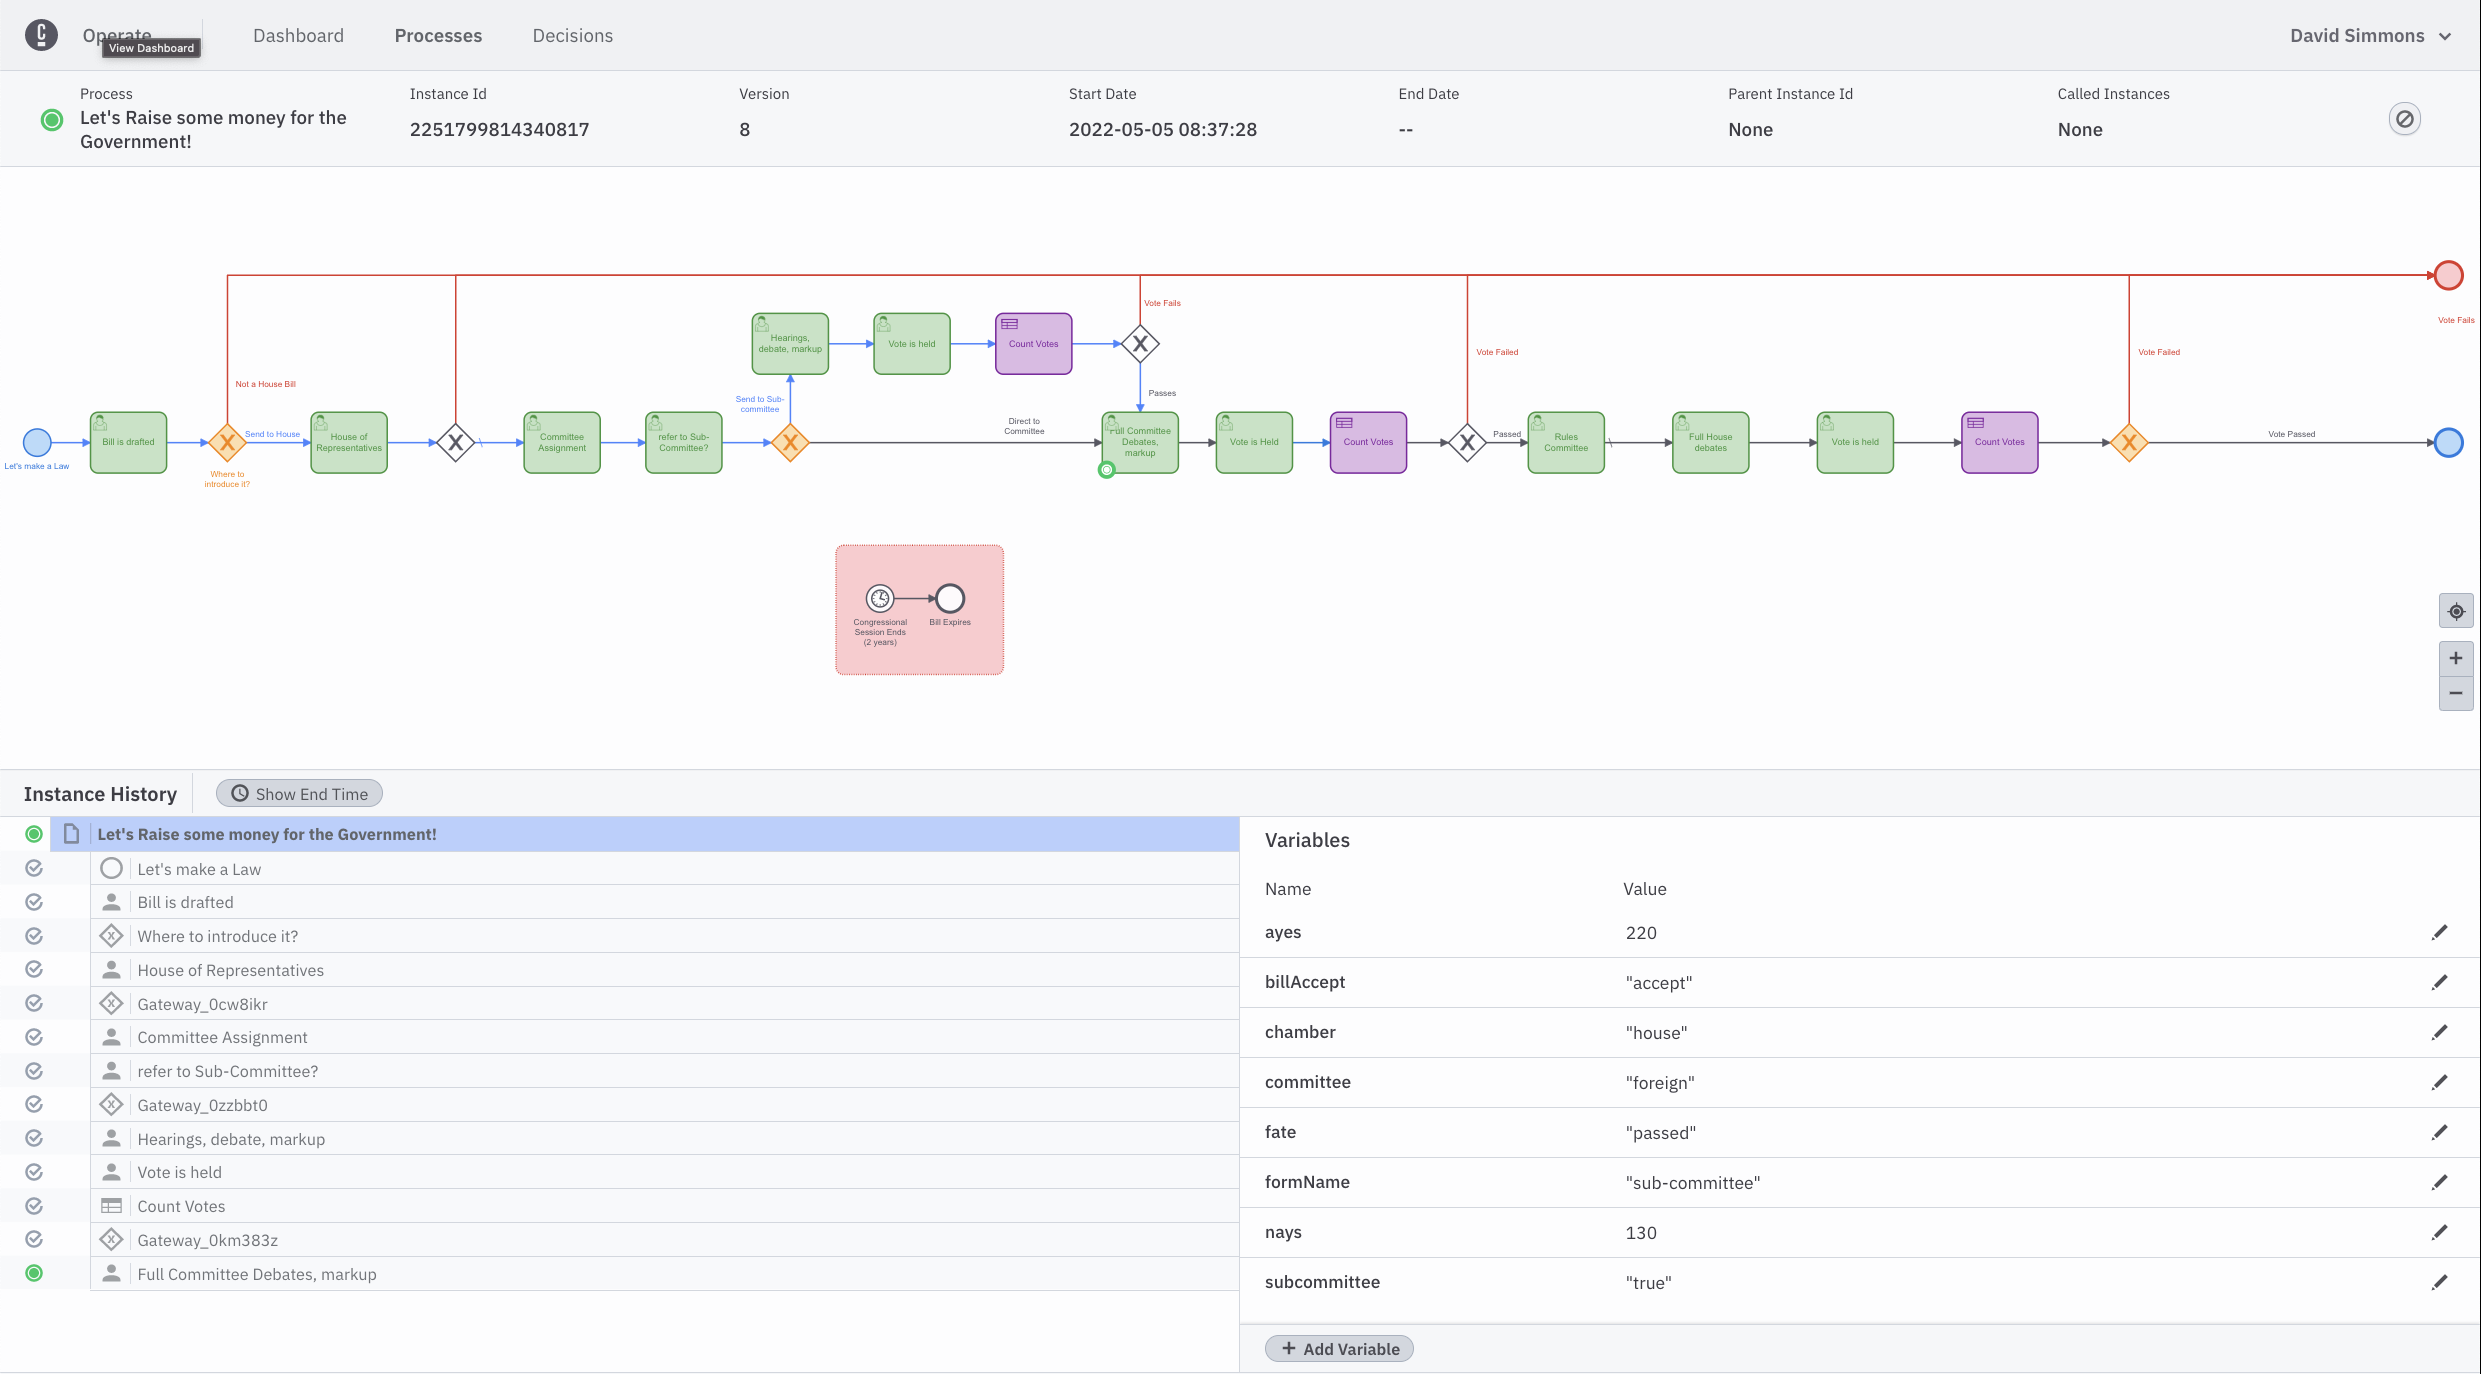 Operate
View Dashboard
Dashboard
Processes
Decisions
David Simmons
Process
Let's Raise some money for the
Government!
Instance Id
2251799814340817
Version
8
Start Date
2022-05-05 08:37:28
End Date
--
Parent Instance Id
None
Called Instances
None
Vote Fails
Vote Fails
Hearings,
debate, markup
Vote is held
Count Votes
Vote Failed
Vote Failed
Not a House Bill
Passes
Send to Sub-
committee
Direct to
Committee
Let's make a Law
Bill is drafted
Send to House
Where to
introduce it?
House of
Representatives
Committee
Assignment
refer to Sub-
Committee?
Full Committee
Debates,
markup
Vote is Held
Count Votes
Passed
Rules
Committee
Full House
debates
Vote is held
Count Votes
Vote Passed
Congressional
Session Ends
(2 years)
Bill Expires
Instance History
Show End Time
Let's Raise some money for the Government!
Let's make a Law
Bill is drafted
Where to introduce it?
House of Representatives
Gateway_0cw8ikr
Committee Assignment
refer to Sub-Committee?
Gateway_0zzbbt0
Hearings, debate, markup
Vote is held
Count Votes
Gateway_0km383z
Full Committee Debates, markup
Variables
Name Value
ayes 220
billAccept "accept"
chamber "house"
committee "foreign"
fate "passed"
formName "sub-committee"
nays 130
subcommittee "true"
Add Variable